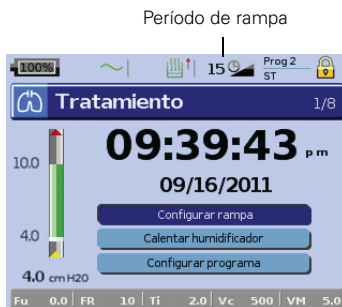 Período de rampa
100%
15
Prog 2
ST
Tratamiento 1/8
09:39:43 pm
09/16/2011
10.0
4.0
4.0 cmH2O
Configurar rampa
Calentar humidificador
Configurar programa
Fu 0.0 FR 10 Ti 2.0 Vc 500 VM 5.0